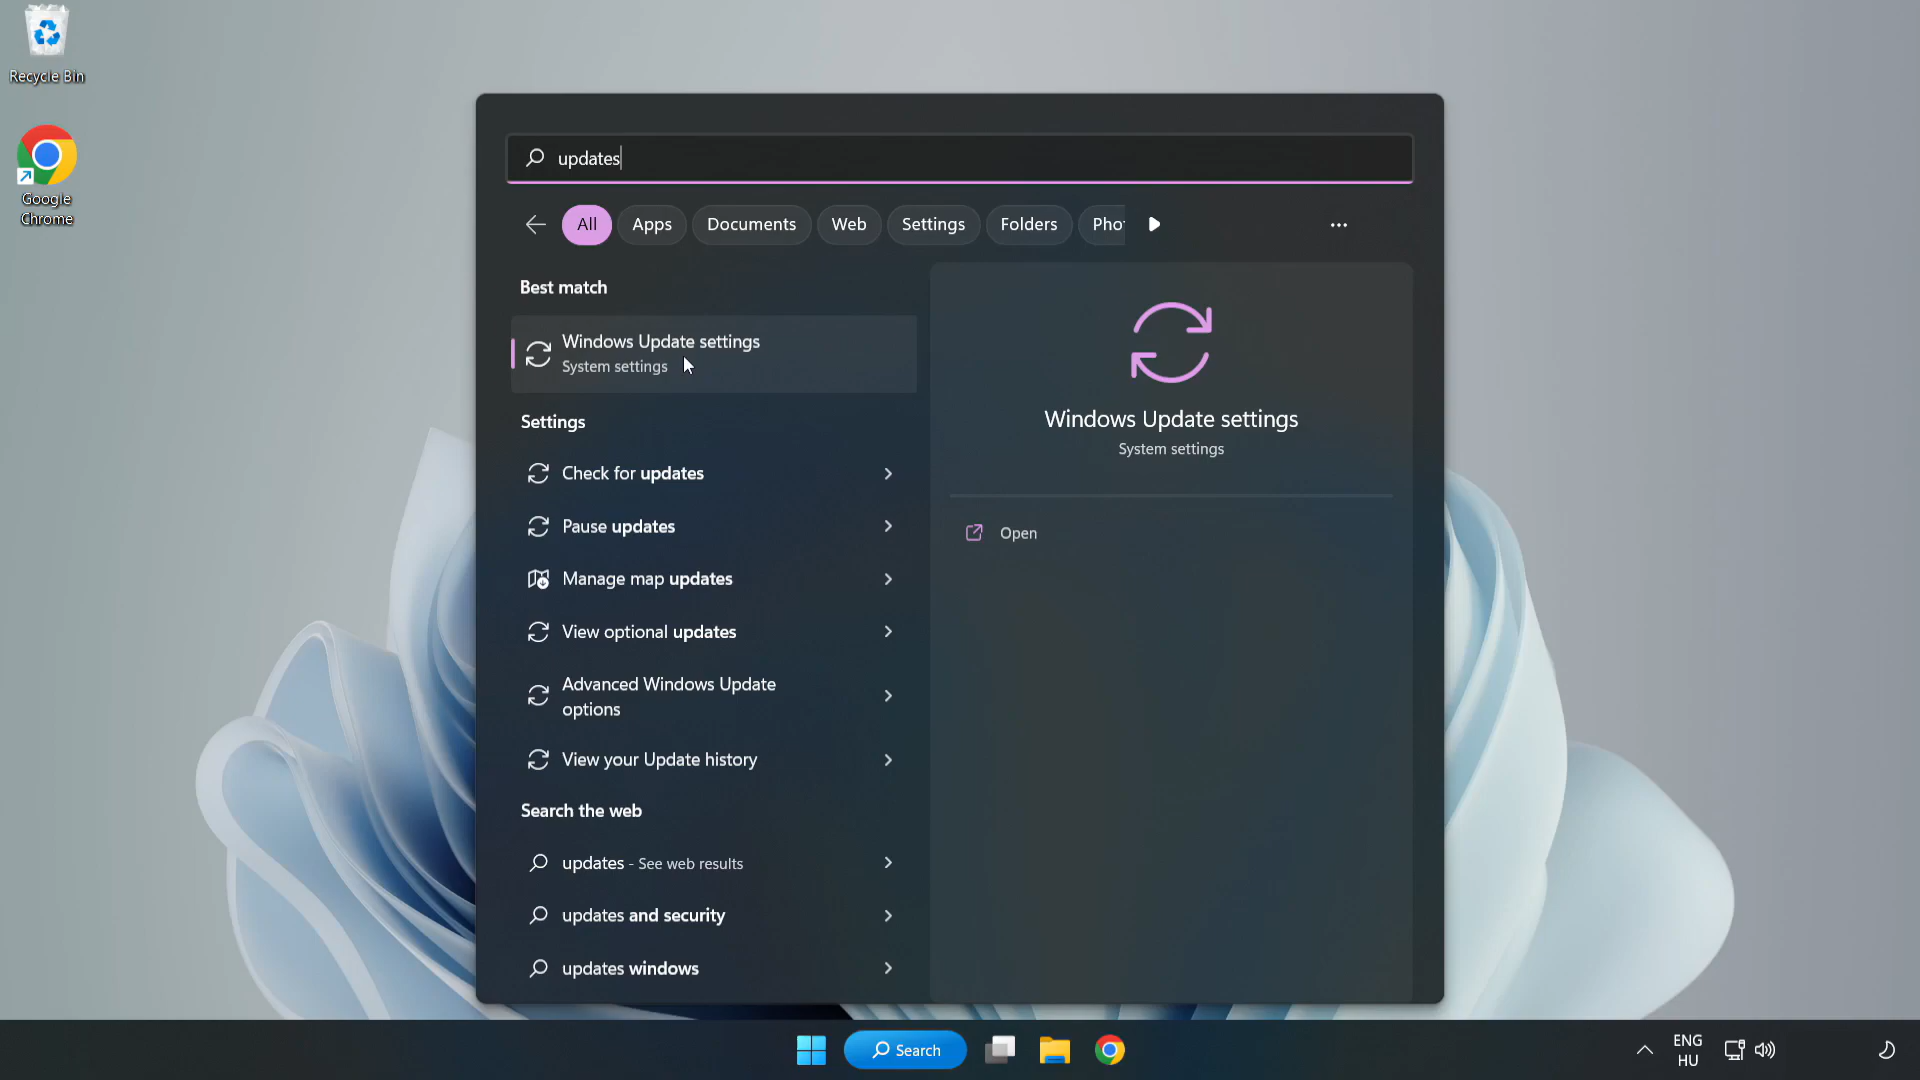 Recycle Bin
Google
Chrome
updates
All
Apps
Documents
Web
Settings
Folders
Pho
Best match
Windows Update settings
System settings
Settings
Check for updates
Pause updates
Manage map updates
View optional updates
Advanced Windows Update
options
View your Update history
Search the web
updates - See web results
updates and security
updates windows
Windows Update settings
System settings
Open
Search
ENG
HU